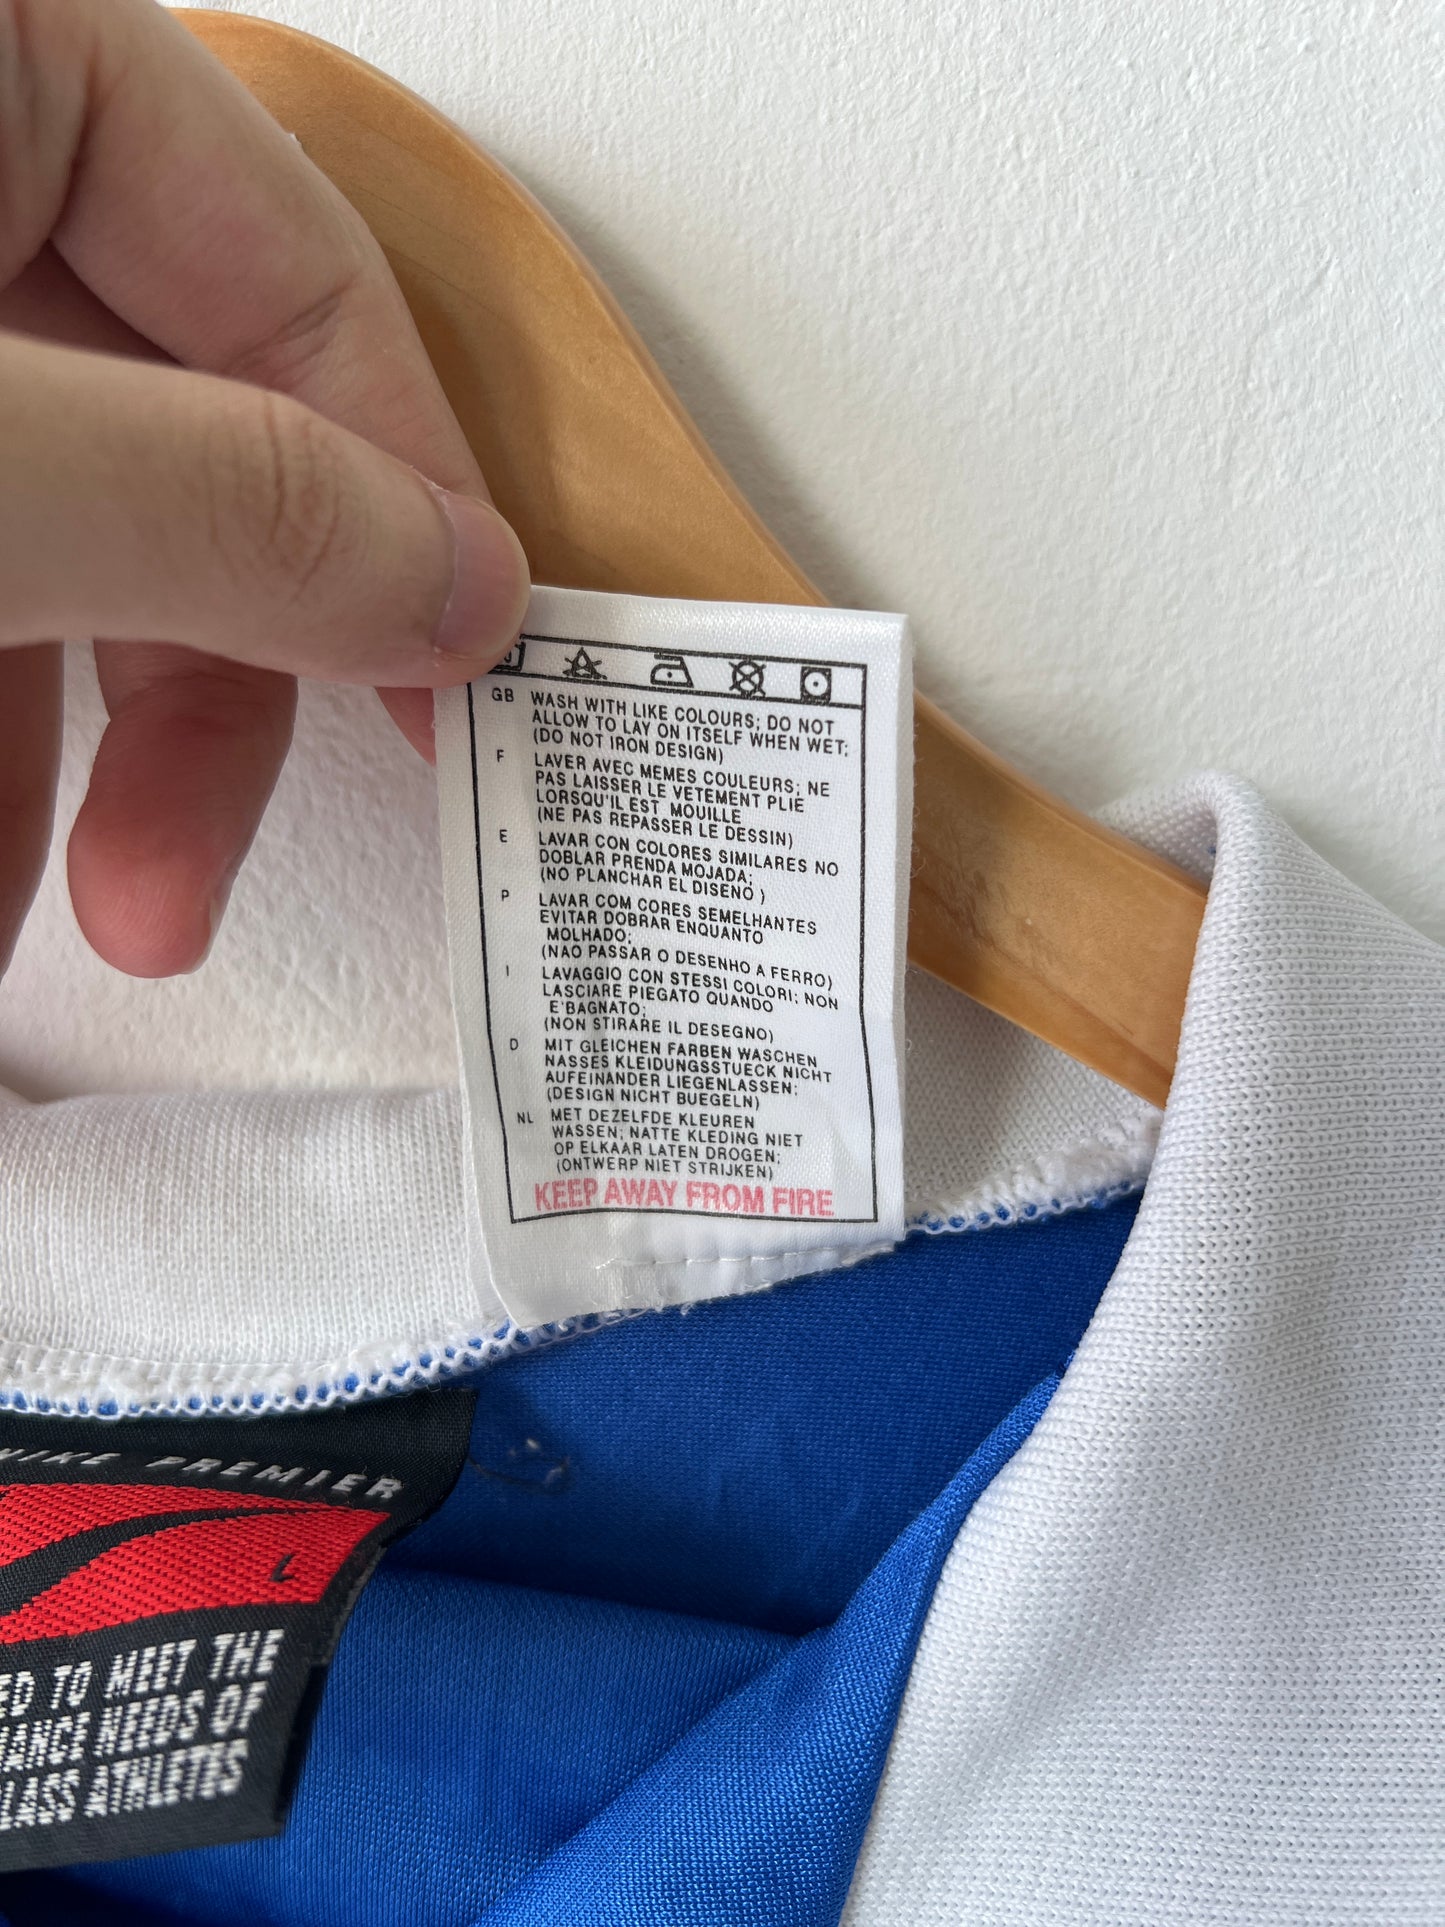 GB WASH WITH LIKE COLOURS; DO NOT
ALLOW TO LAY ON ITSELF WHEN WET;
(DO NOT IRON DESIGN)
F LAVER AVEC MEMES COULEURS; NE
PAS LAISSER LE VETEMENT PLIE
LORSQU'IL EST MOUILLE
(NE PAS REPASSER LE DESSIN)
E LAVAR CON COLORES SIMILARES NO
DOBLAR PRENDA MOJADA;
(NO PLANCHAR EL DISENO )
P LAVAR COM CORES SEMELHANTES
EVITAR DOBRAR ENQUANTO
MOLHADO;
(NAO PASSAR O DESENHO A FERRO)
I LAVAGGIO CON STESSI COLORI; NON
LASCIARE PIEGATO QUANDO
E'BAGNATO;
(NON STIRARE IL DESEGNO)
D MIT GLEICHEN FARBEN WASCHEN
NASSES KLEIDUNGSSTUECK NICHT
AUFEINANDER LIEGENLASSEN;
(DESIGN NICHT BUEGELN)
NL MET DEZELFDE KLEUREN
WASSEN; NATTE KLEDING NIET
OP ELKAAR LATEN DROGEN;
(ONTWERP NIET STRIJKEN)
KEEP AWAY FROM FIRE
NIKE PREMIER
L
ED TO MEET THE
MANCE NEEDS OF
LASS ATHLETES